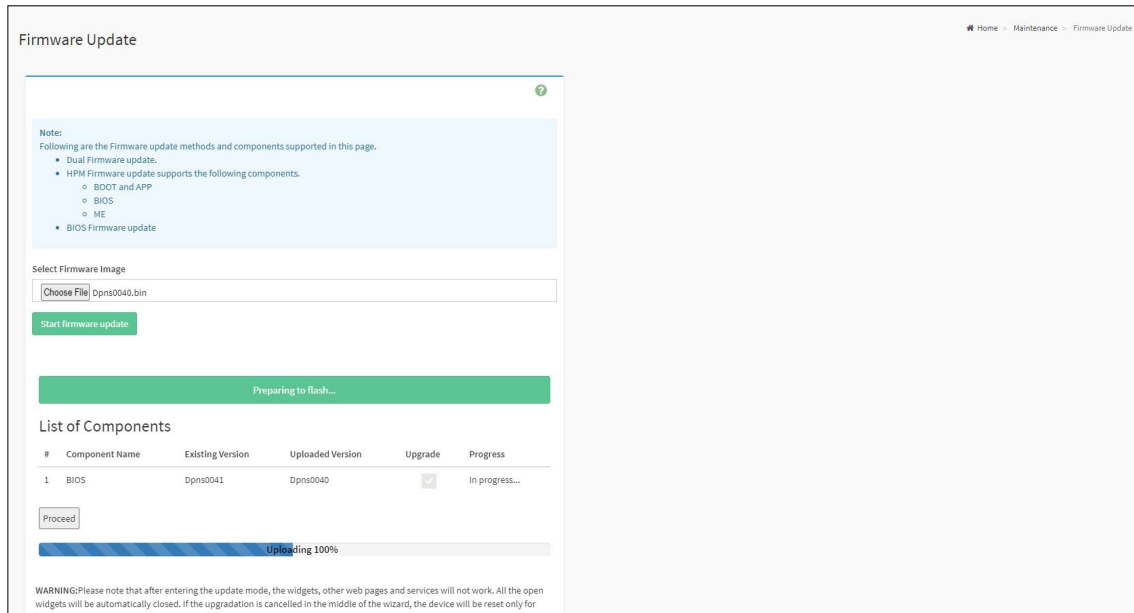 Firmware Update
Home > Maintenance > Firmware Update
Note:
Following are the Firmware update methods and components supported in this page.
Dual Firmware update.
HPM Firmware update supports the following components.
BOOT and APP
BIOS
ME
BIOS Firmware update
Select Firmware Image
Choose File Dpns0040.bin
Start firmware update
Preparing to flash...
List of Components
# Component Name Existing Version Uploaded Version Upgrade Progress
1 BIOS Dpns0041 Dpns0040 In progress...
Proceed
Uploading 100%
WARNING:Please note that after entering the update mode, the widgets, other web pages and services will not work. All the open
widgets will be automatically closed. If the upgradation is cancelled in the middle of the wizard, the device will be reset only for